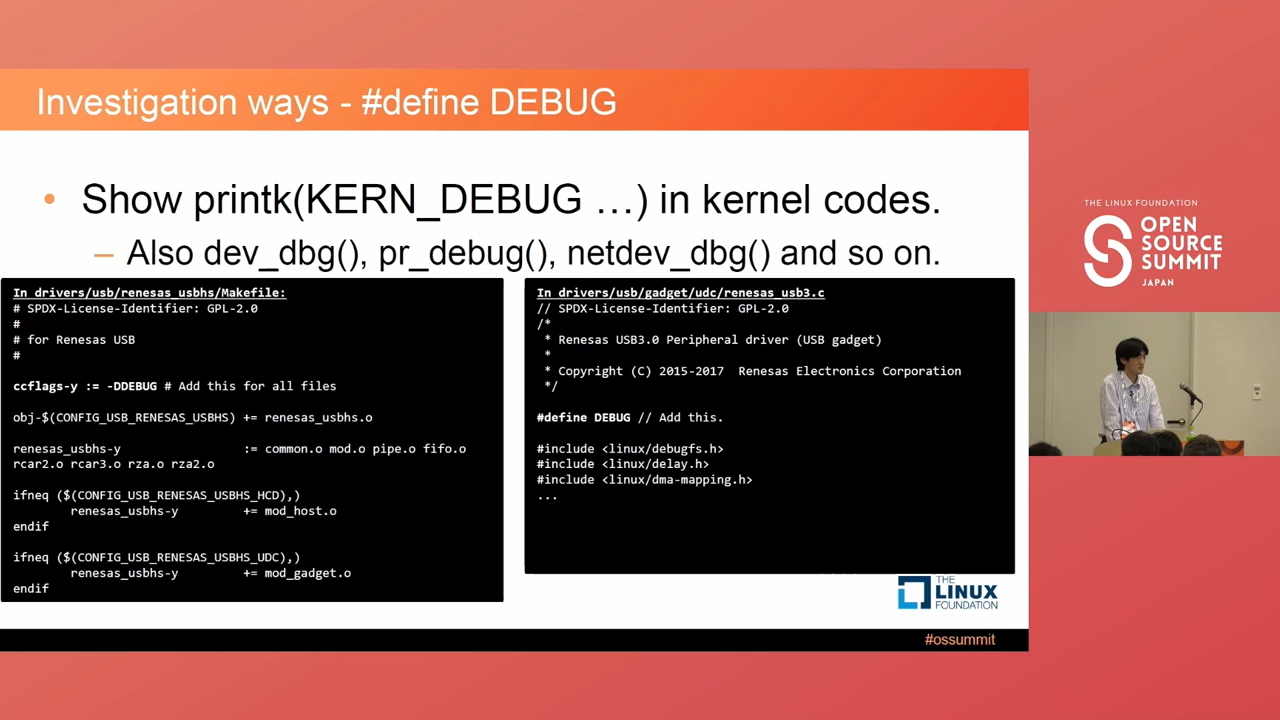 Investigation ways - #define DEBUG
• Show printk(KERN_DEBUG …) in kernel codes.
– Also dev_dbg(), pr_debug(), netdev_dbg() and so on.
In drivers/usb/renesas_usbhs/Makefile:
# SPDX-License-Identifier: GPL-2.0
#
# for Renesas USB
#
ccflags-y := -DDEBUG # Add this for all files
obj-$(CONFIG_USB_RENESAS_USBHS) += renesas_usbhs.o
renesas_usbhs-y := common.o mod.o pipe.o fifo.o
rcar2.o rcar3.o rza.o rza2.o
ifneq ($(CONFIG_USB_RENESAS_USBHS_HCD),)
renesas_usbhs-y += mod_host.o
endif
ifneq ($(CONFIG_USB_RENESAS_USBHS_UDC),)
renesas_usbhs-y += mod_gadget.o
endif
In drivers/usb/gadget/udc/renesas_usb3.c
// SPDX-License-Identifier: GPL-2.0
/*
* Renesas USB3.0 Peripheral driver (USB gadget)
*
* Copyright (C) 2015-2017 Renesas Electronics Corporation
*/
#define DEBUG // Add this.
#include <linux/debugfs.h>
#include <linux/delay.h>
#include <linux/dma-mapping.h>
...
THE
LINUX
FOUNDATION
#ossummit
THE LINUX FOUNDATION
OPEN
SOURCE
SUMMIT
JAPAN